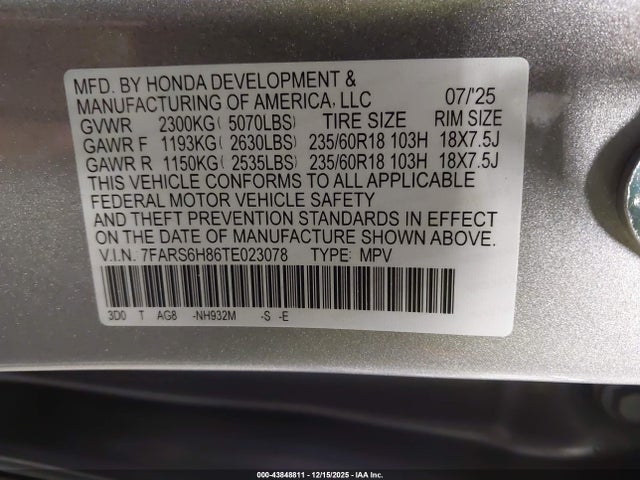 MFD. BY HONDA DEVELOPMENT &
MANUFACTURING OF AMERICA, LLC 07/'25
GVWR 2300KG( 5070LBS) TIRE SIZE RIM SIZE
GAWR F 1193KG( 2630LBS) 235/60R18 103H 18X7.5J
GAWR R 1150KG( 2535LBS) 235/60R18 103H 18X7.5J
THIS VEHICLE CONFORMS TO ALL APPLICABLE
FEDERAL MOTOR VEHICLE SAFETY
AND THEFT PREVENTION STANDARDS IN EFFECT
ON THE DATE OF MANUFACTURE SHOWN ABOVE.
V.I.N. 7FARS6H86TE023078 TYPE: MPV
3D0 T AG8 -NH932M -S -E
000-43848811 - 12/15/2025 - IAA Inc.